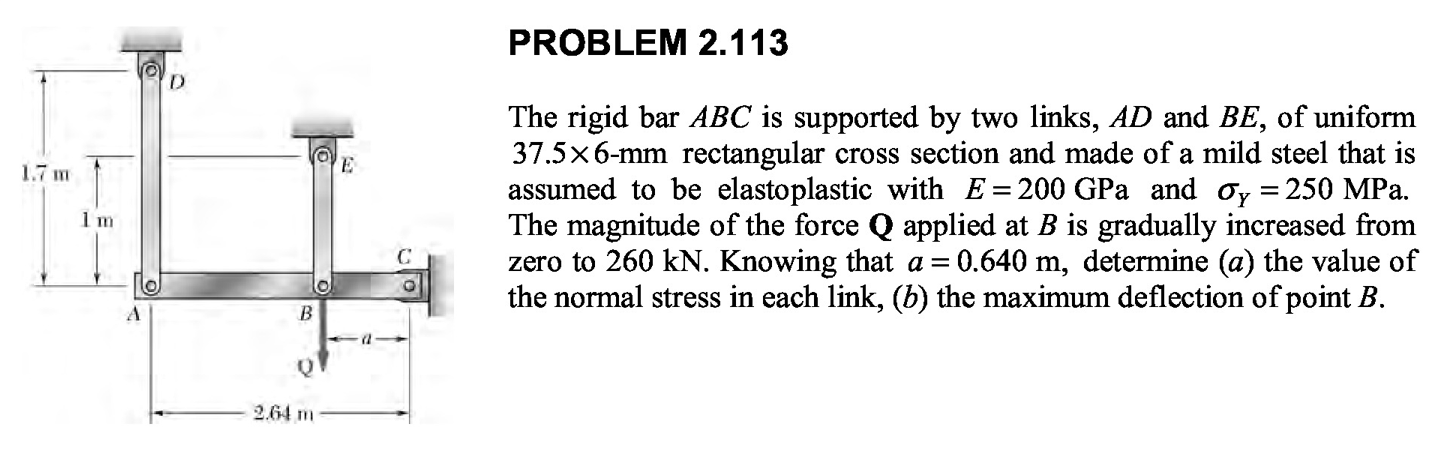 PROBLEM 2.113
The rigid bar ABC is supported by two links, AD and BE, of uniform
37.5×6-mm rectangular cross section and made of a mild steel that is
assumed to be elastoplastic with E = 200 GPa and σY = 250 MPa.
The magnitude of the force Q applied at B is gradually increased from
zero to 260 kN. Knowing that a = 0.640 m, determine (a) the value of
the normal stress in each link, (b) the maximum deflection of point B.
D
E
1.7 m
1 m
C
A
B
a
Q
2.64 m